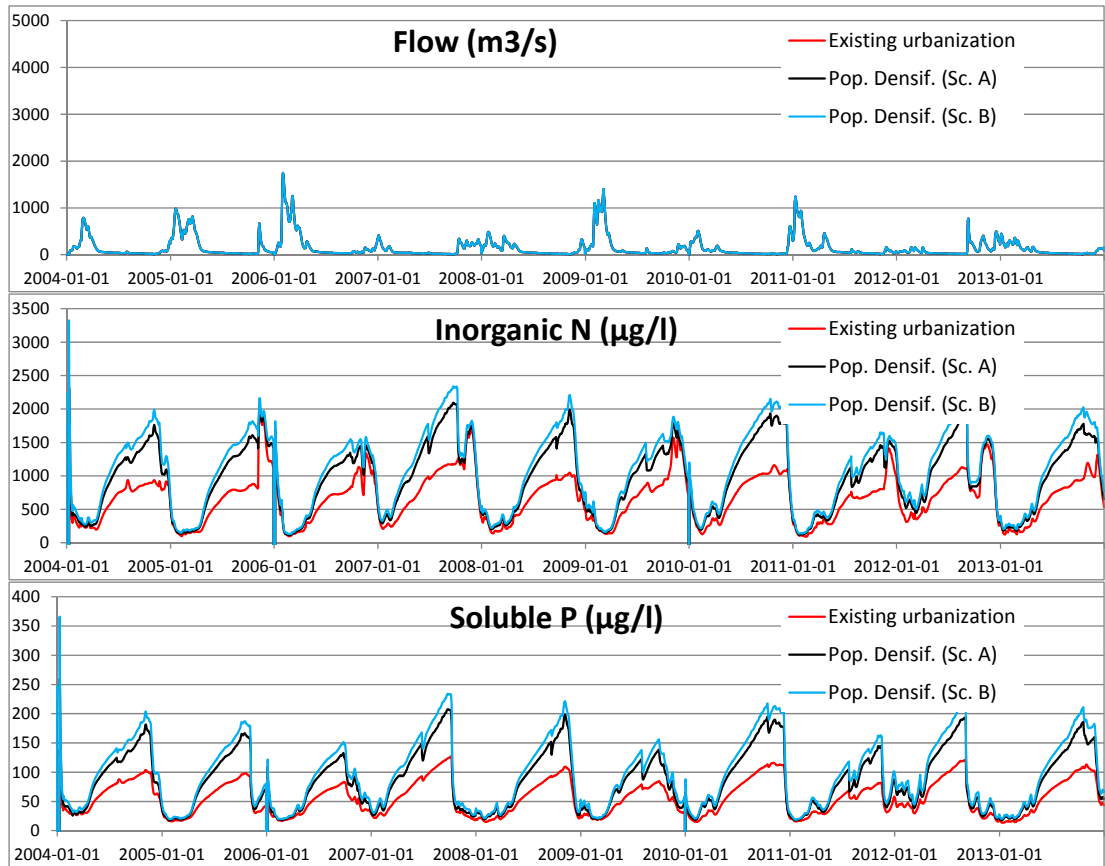 Flow (m3/s)
Existing urbanization
Pop. Densif. (Sc. A)
Pop. Densif. (Sc. B)
5000
4000
3000
2000
1000
0
2004-01-01 2005-01-01 2006-01-01 2007-01-01 2008-01-01 2009-01-01 2010-01-01 2011-01-01 2012-01-01 2013-01-01
Inorganic N (µg/l)
Existing urbanization
Pop. Densif. (Sc. A)
Pop. Densif. (Sc. B)
3500
3000
2500
2000
1500
1000
500
0
2004-01-01 2005-01-01 2006-01-01 2007-01-01 2008-01-01 2009-01-01 2010-01-01 2011-01-01 2012-01-01 2013-01-01
Soluble P (µg/l)
Existing urbanization
Pop. Densif. (Sc. A)
Pop. Densif. (Sc. B)
400
350
300
250
200
150
100
50
0
2004-01-01 2005-01-01 2006-01-01 2007-01-01 2008-01-01 2009-01-01 2010-01-01 2011-01-01 2012-01-01 2013-01-01